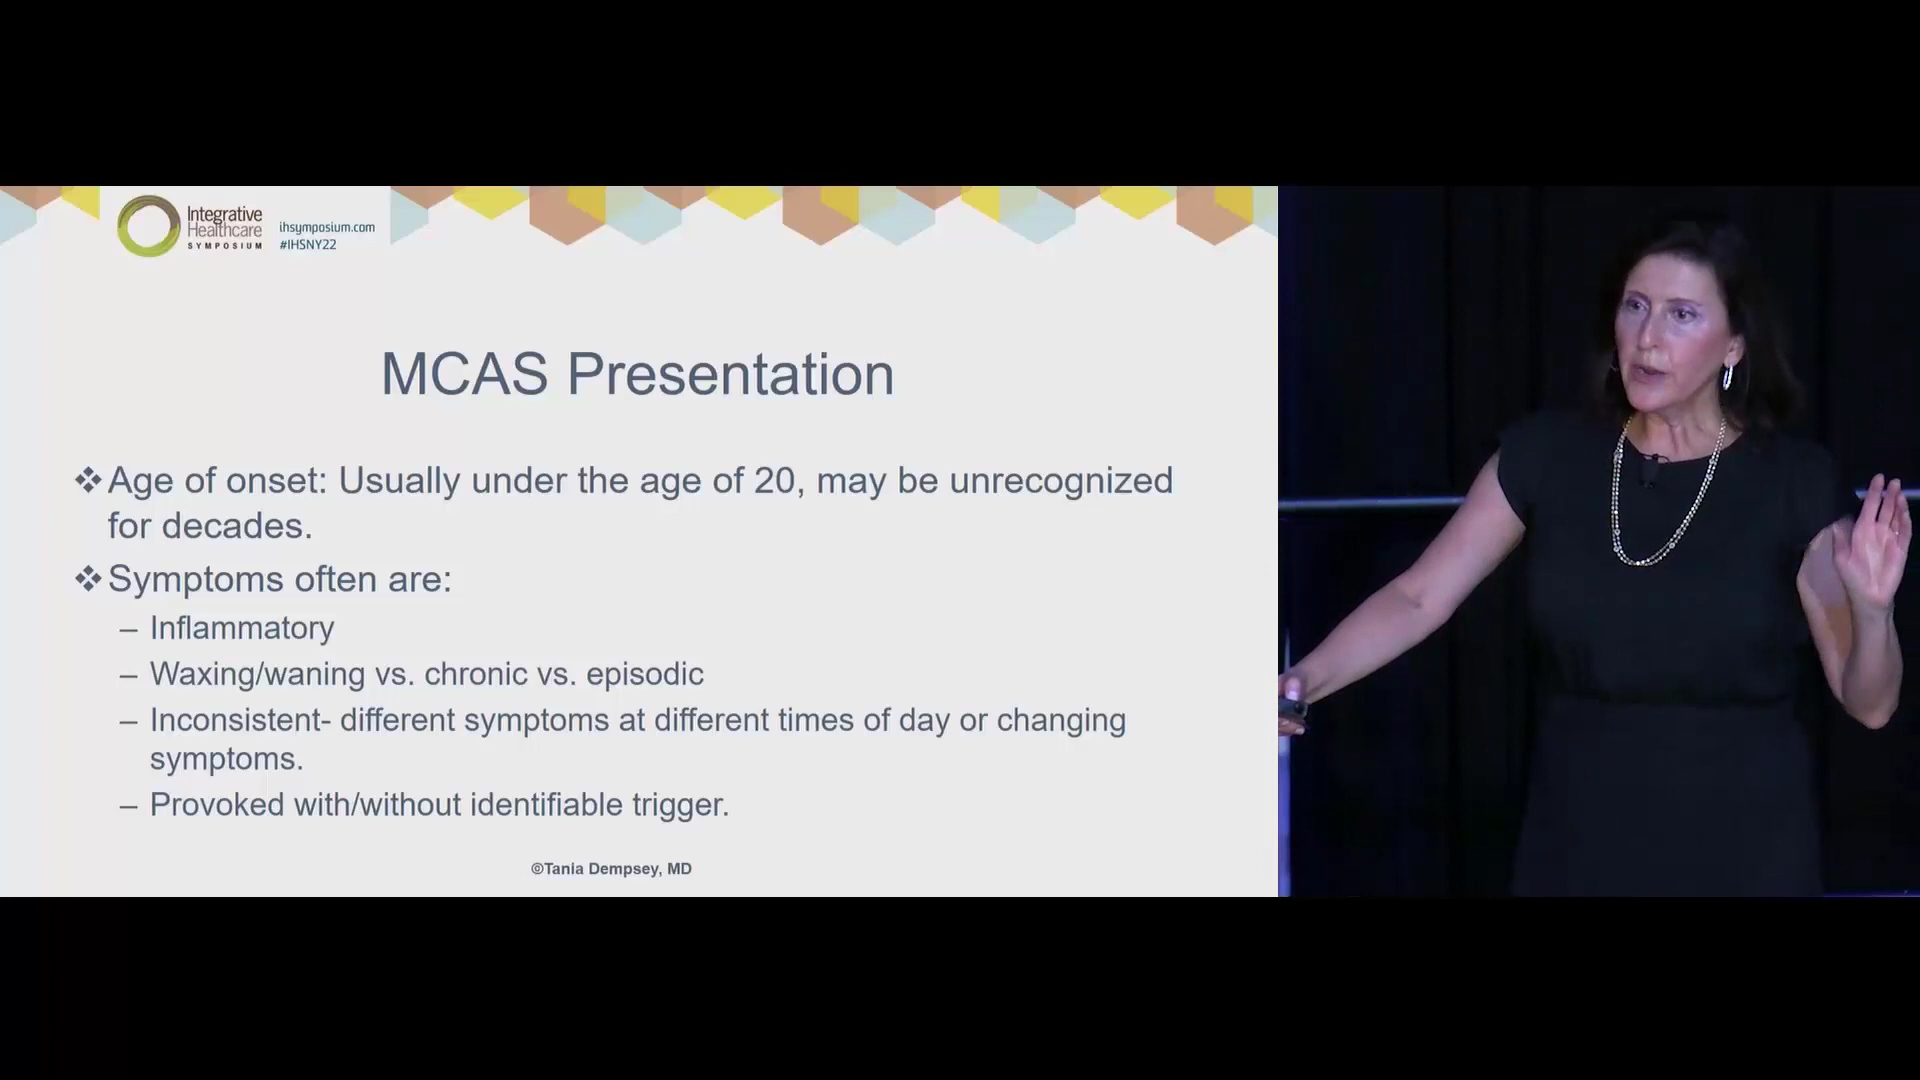 Integrative
Healthcare
SYMPOSIUM
ihsymposium.com
#IHSNY22
MCAS Presentation
❖ Age of onset: Usually under the age of 20, may be unrecognized
for decades.
❖ Symptoms often are:
– Inflammatory
– Waxing/waning vs. chronic vs. episodic
– Inconsistent- different symptoms at different times of day or changing
symptoms.
– Provoked with/without identifiable trigger.
©Tania Dempsey, MD